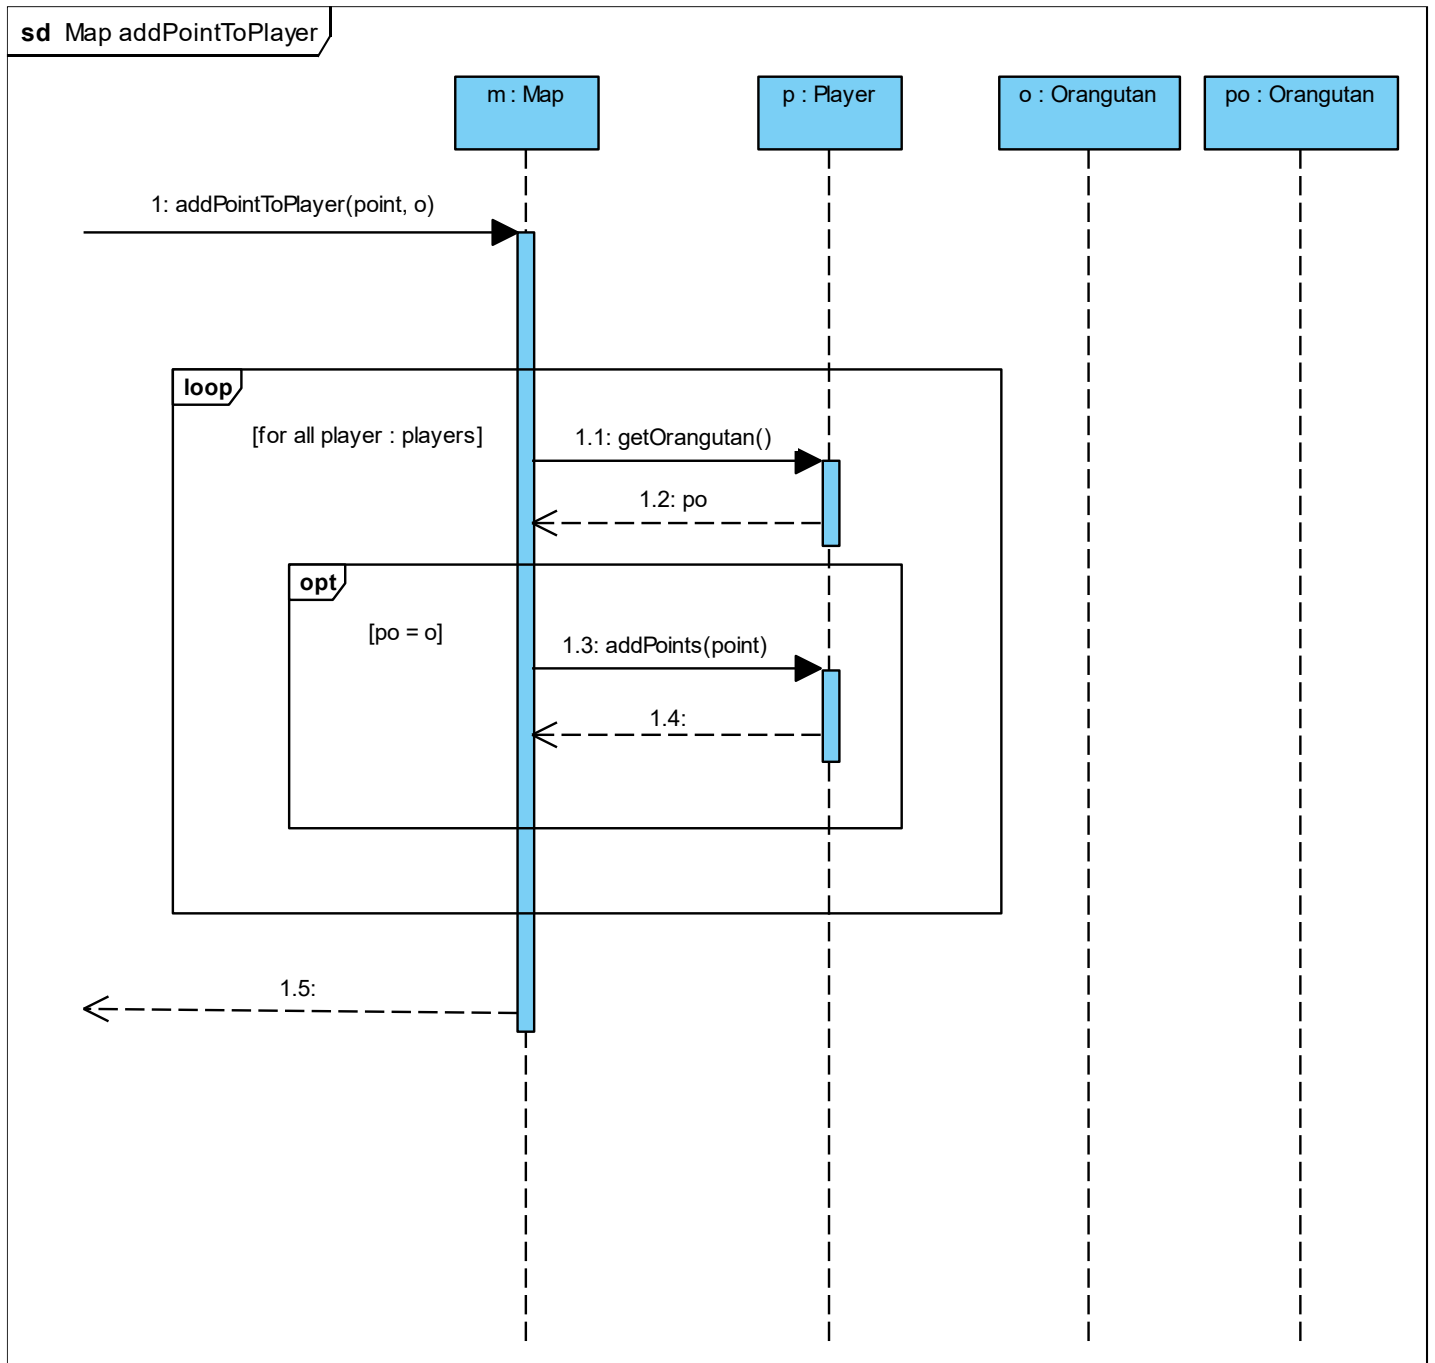 sd Map addPointToPlayer
m : Map
p : Player
o : Orangutan
po : Orangutan
1: addPointToPlayer(point, o)
loop
[for all player : players]
1.1: getOrangutan()
1.2: po
opt
[po = o]
1.3: addPoints(point)
1.4:
1.5: